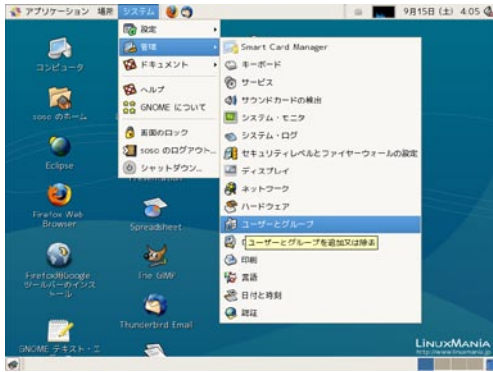 アプリケーション 場所 システム
9月15日 (土) 4:05
設定
管理
ドキュメント
ヘルプ
GNOME について
画面のロック
soso のログアウト...
シャットダウン...
Smart Card Manager
キーボード
サービス
サウンドカードの検出
システム・モニタ
システム・ログ
セキュリティレベルとファイヤーウォールの設定
ディスプレイ
ネットワーク
ハードウェア
ユーザーとグループ
ユーザーとグループを追加又は除去
印刷
言語
日付と時刻
認証
コンピュータ
soso のホーム
Eclipse
Firefox Web
Browser
Spreadsheet
Firefox用Google
ツールバーのインス
トール
The GIMP
Thunderbird Email
GNOME テキスト・エ
LINUXMANIA